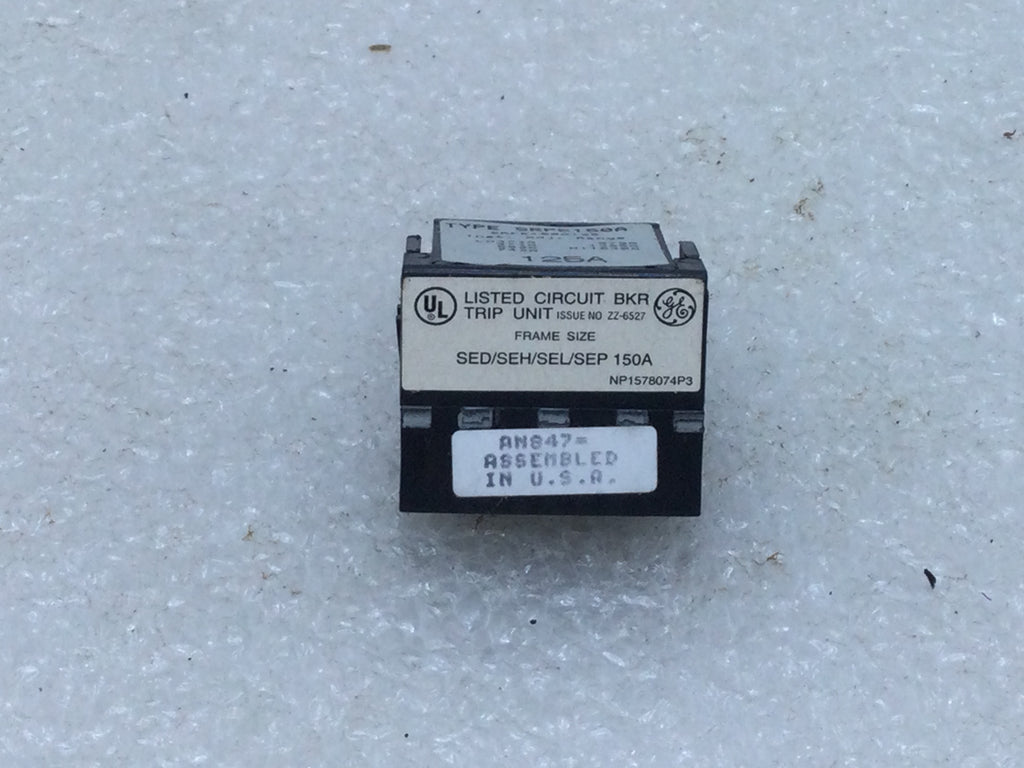 TYPE SRPE150A
125A
UL
LISTED CIRCUIT BKR
TRIP UNIT ISSUE NO ZZ-6527
GE
FRAME SIZE
SED/SEH/SEL/SEP 150A
NP1578074P3
AN847=
ASSEMBLED
IN U.S.A.